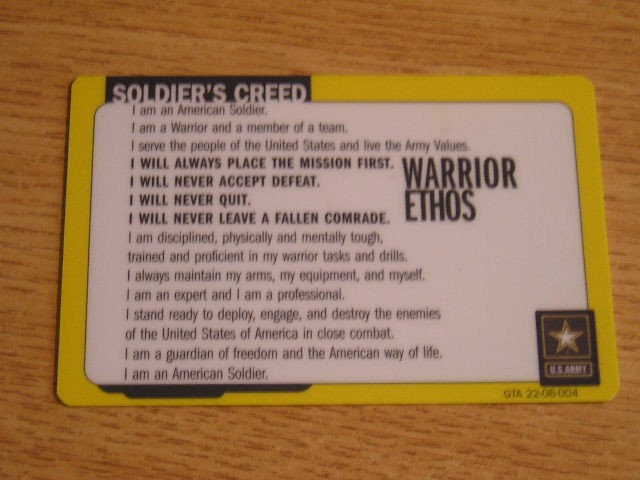 SOLDIER'S CREED
I am an American Soldier.
I am a Warrior and a member of a team.
I serve the people of the United States and live the Army Values.
I WILL ALWAYS PLACE THE MISSION FIRST.
I WILL NEVER ACCEPT DEFEAT.
I WILL NEVER QUIT.
I WILL NEVER LEAVE A FALLEN COMRADE.
WARRIOR
ETHOS
I am disciplined, physically and mentally tough,
trained and proficient in my warrior tasks and drills.
I always maintain my arms, my equipment, and myself.
I am an expert and I am a professional.
I stand ready to deploy, engage, and destroy the enemies
of the United States of America in close combat.
I am a guardian of freedom and the American way of life.
I am an American Soldier.
U.S.ARMY
GTA 22-06-004